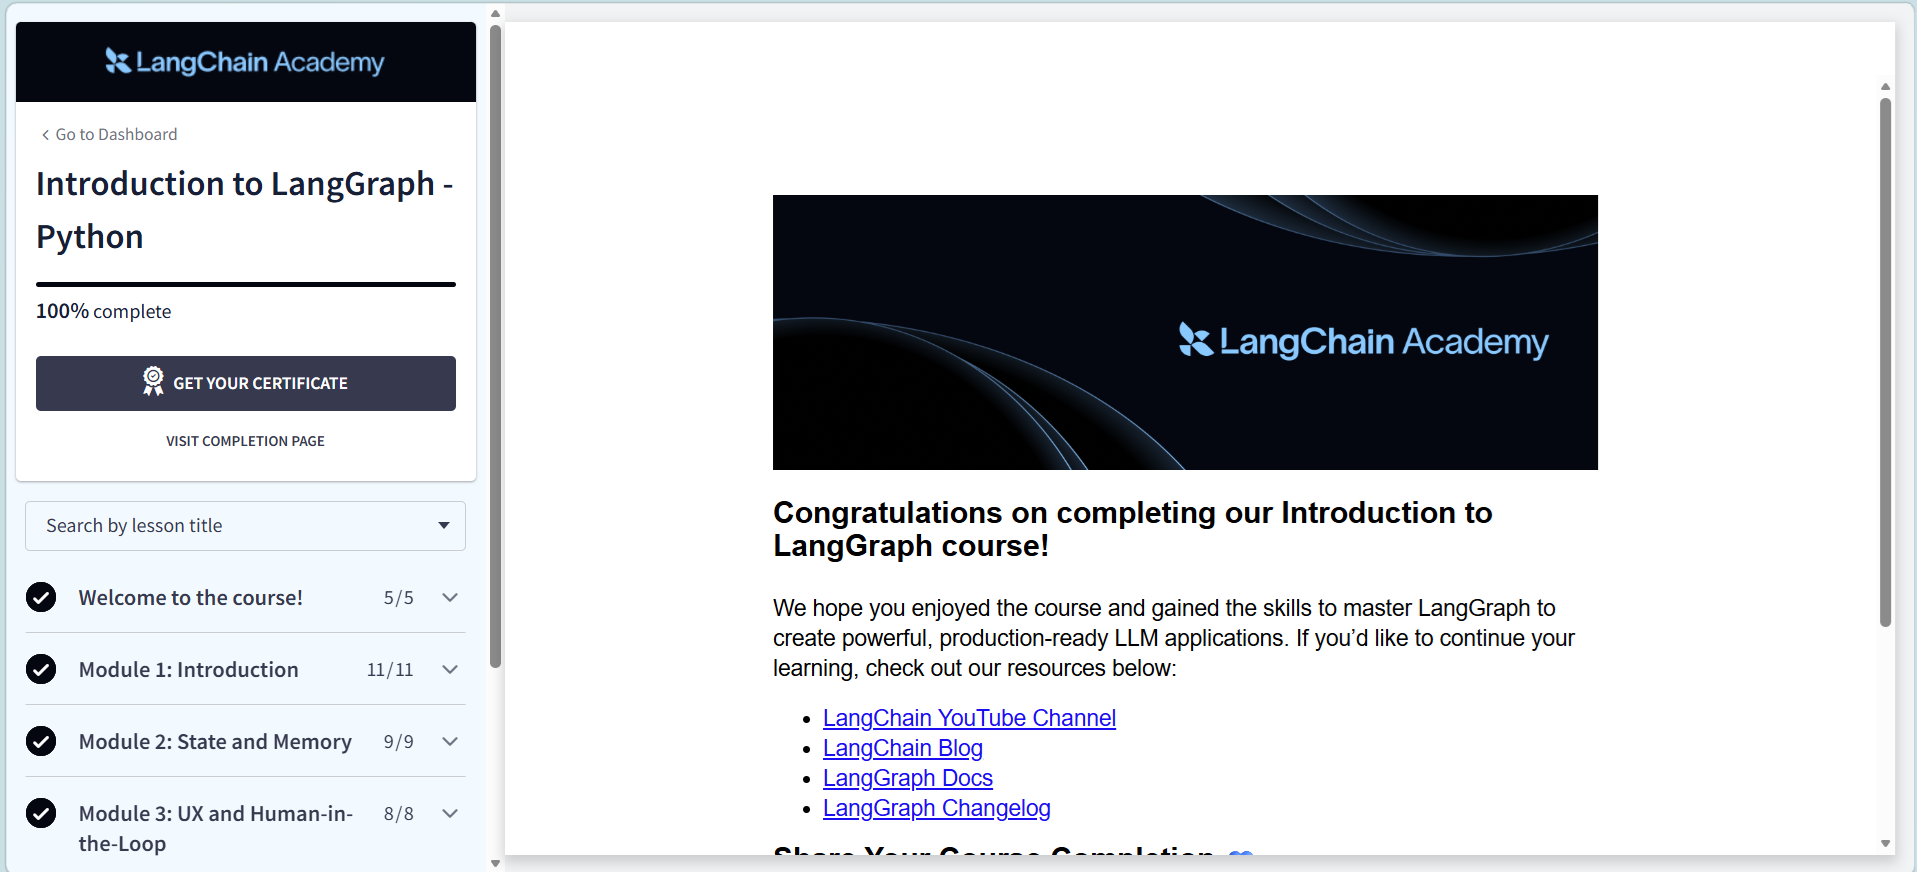 LangChain Academy
Go to Dashboard
Introduction to LangGraph -
Python
100% complete
GET YOUR CERTIFICATE
VISIT COMPLETION PAGE
Search by lesson title
Welcome to the course! 5/5
Module 1: Introduction 11/11
Module 2: State and Memory 9/9
Module 3: UX and Human-in- 8/8
the-Loop
LangChain Academy
Congratulations on completing our Introduction to
LangGraph course!
We hope you enjoyed the course and gained the skills to master LangGraph to
create powerful, production-ready LLM applications. If you’d like to continue your
learning, check out our resources below:
• LangChain YouTube Channel
• LangChain Blog
• LangGraph Docs
• LangGraph Changelog
Share Your Course Completion